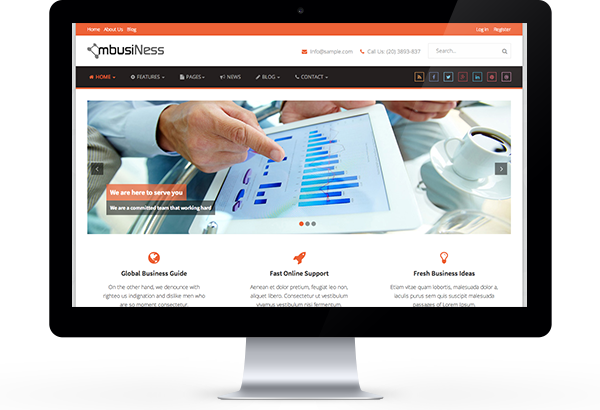 Home About Us Blog
Log In Register
mbusiNess
info@sample.com Call Us: (20) 3893-837
Search...
HOME FEATURES PAGES NEWS BLOG CONTACT
We are here to serve you
We are a committed team that working hard
Global Business Guide
Fast Online Support
Fresh Business Ideas
On the other hand, we denounce with
righteo us indignation and dislike men who
are so moment consectetur.
Aenean et dolor pretium, feugiat leo non,
aliquet libero. Consectetur ut vestibulum
vivamus vestibulum nisl fermentum.
Etiam vitae quam lobortis, malesuada dolor a,
iaculis purus sem quis suscipit malesuada
passages of Lorem Ipsum.